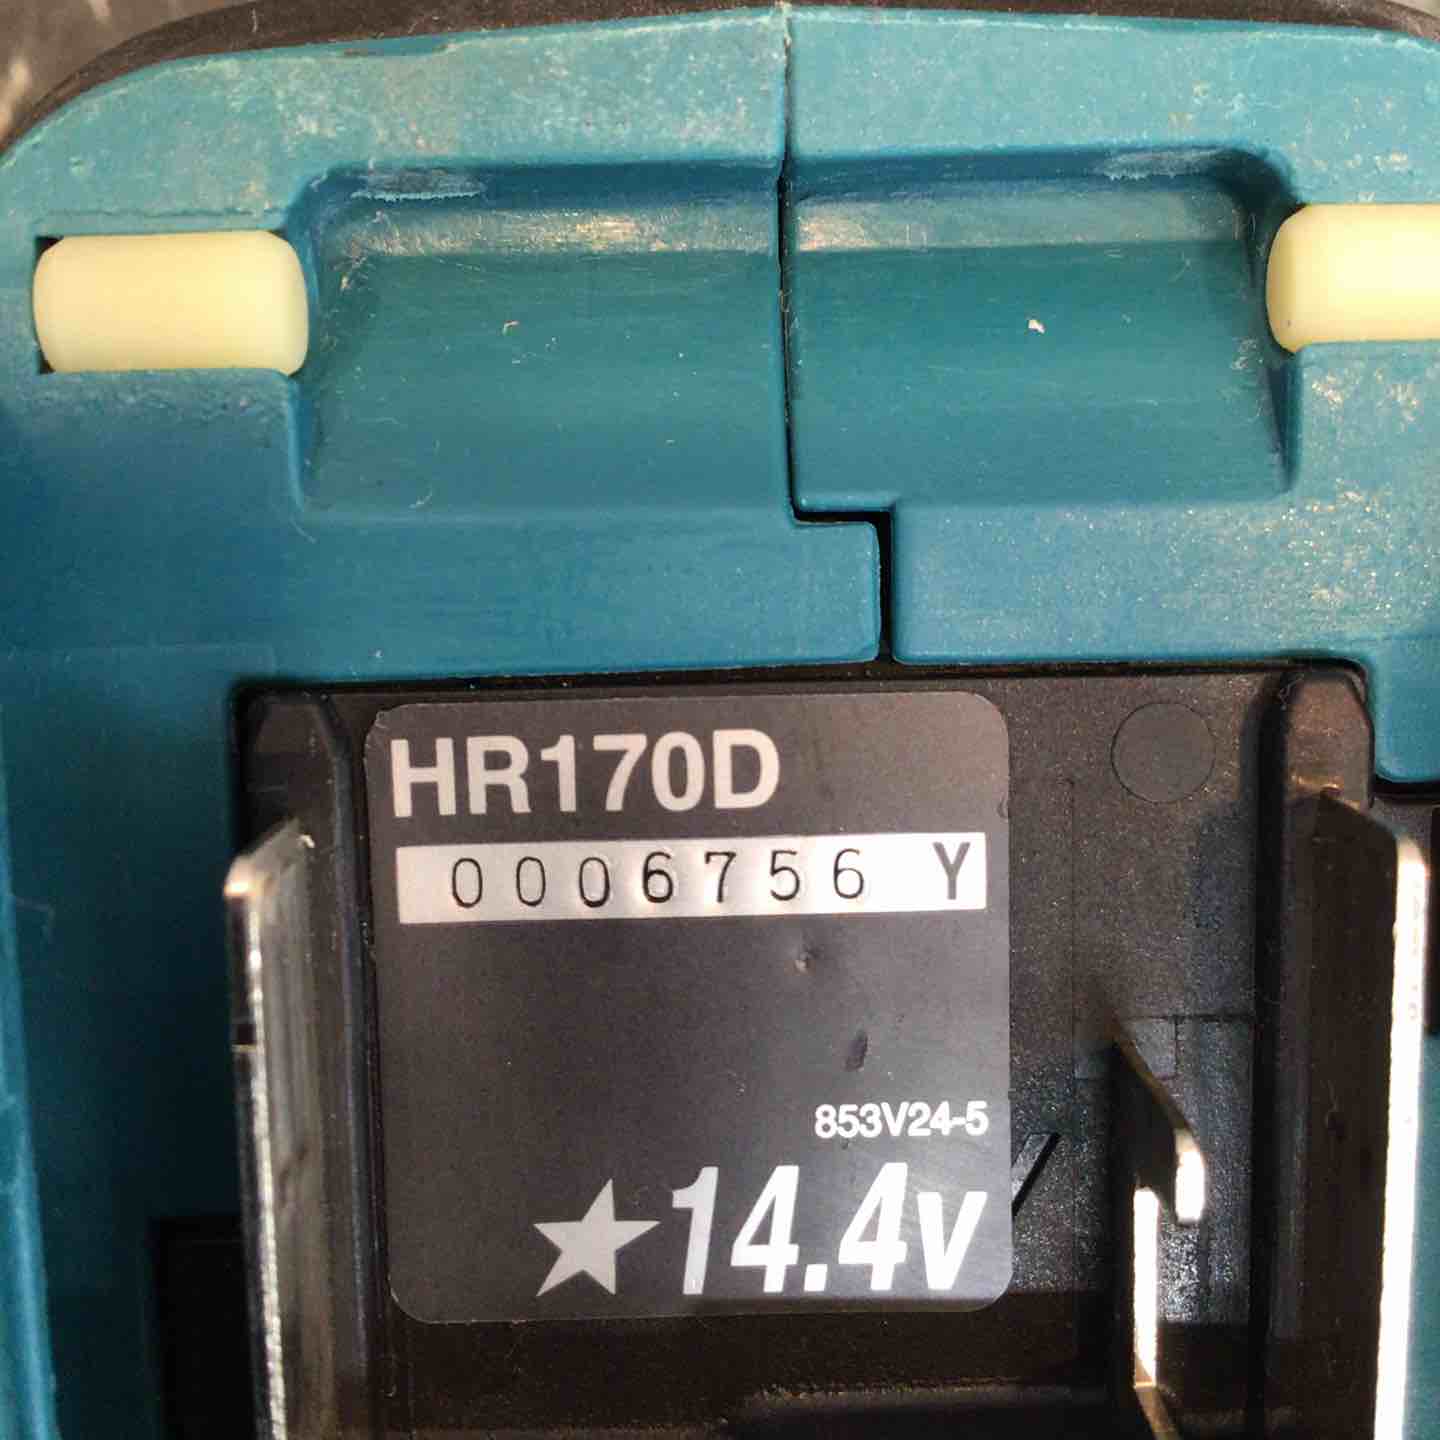 HR170D
0006756 Y
853V24-5
★14.4v